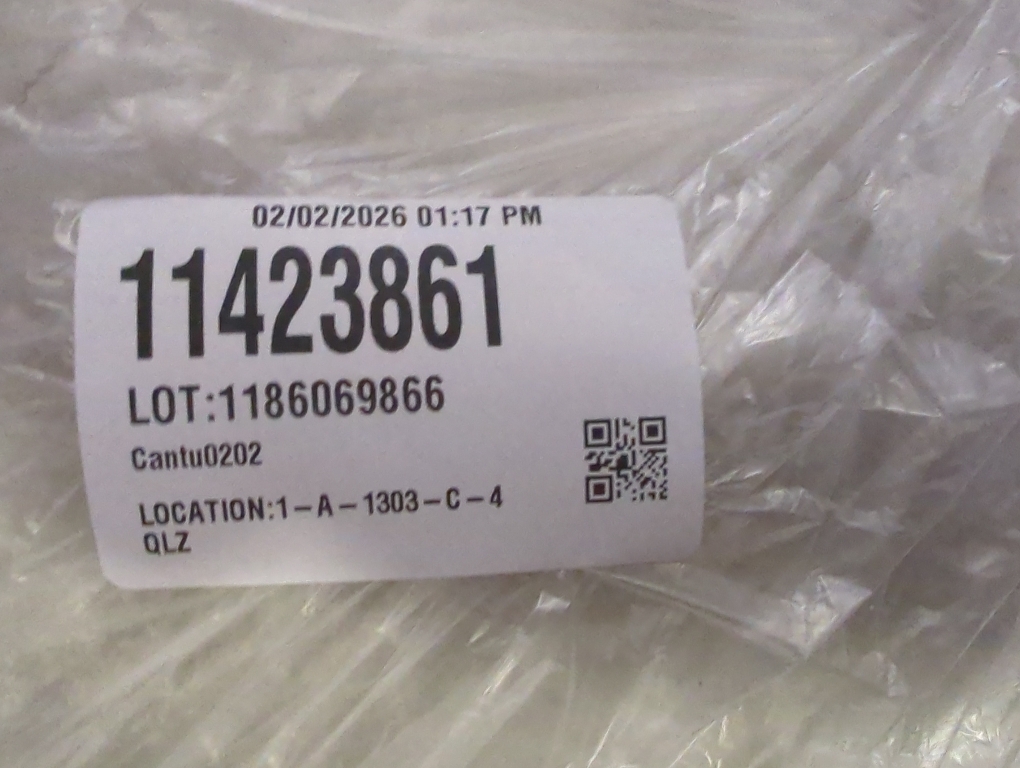 02/02/2026 01:17 PM
11423861
LOT:1186069866
Cantu0202
LOCATION:1-A-1303-C-4
QLZ